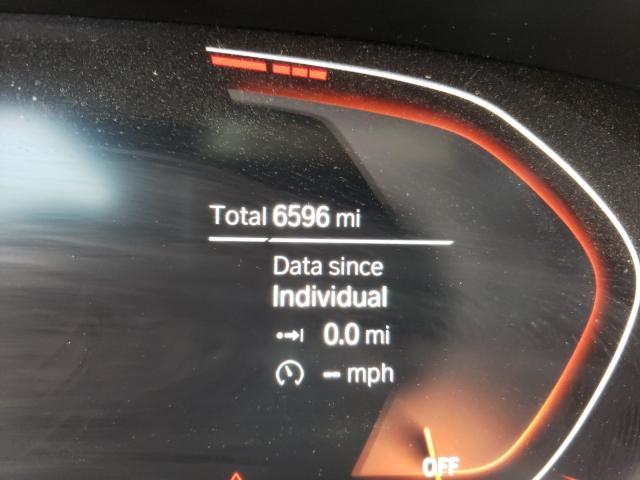 Total 6596 mi
Data since
Individual
0.0 mi
-- mph
OFF